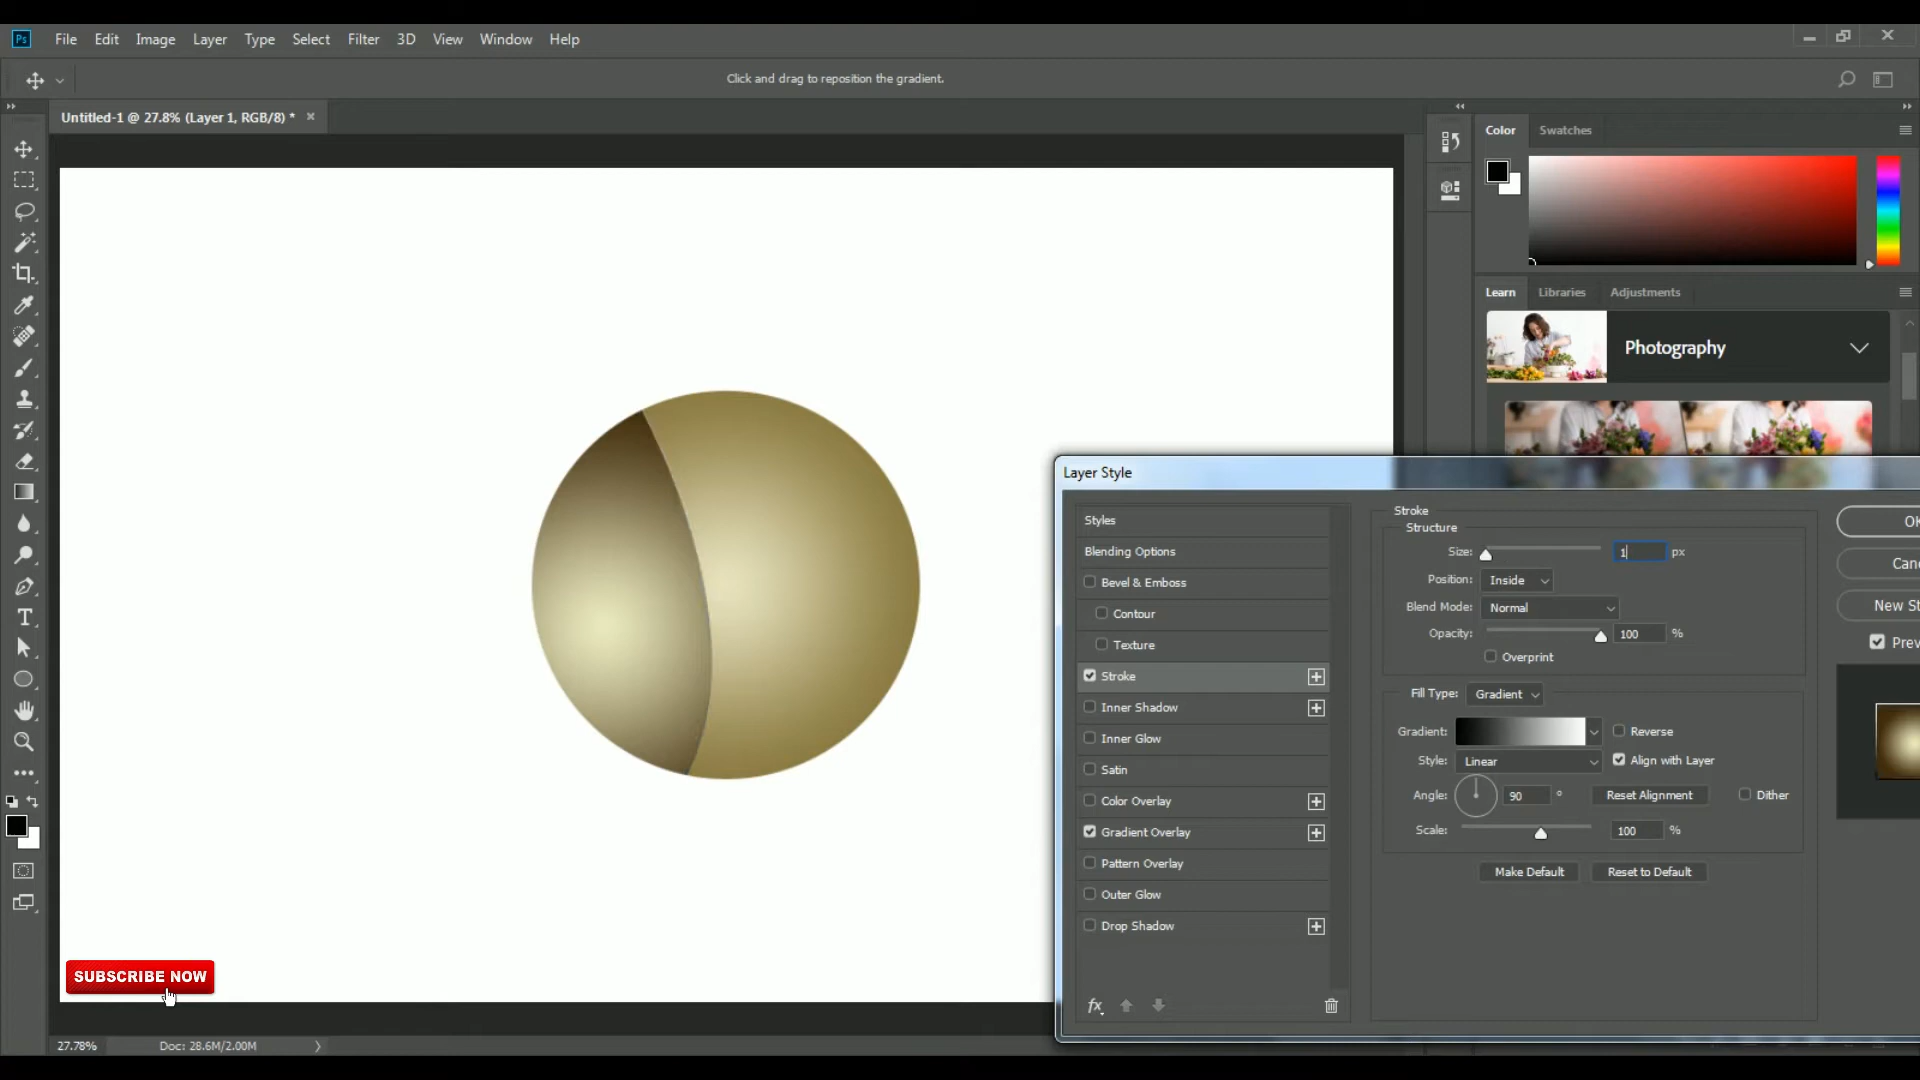 Ps File Edit Image Layer Type Select Filter 3D View Window Help
Click and drag to reposition the gradient.
Untitled-1 @ 27.8% (Layer 1, RGB/8) *
Color Swatches
Learn Libraries Adjustments
Photography
Layer Style
Styles
Blending Options
Bevel & Emboss
Contour
Texture
Stroke
Inner Shadow
Inner Glow
Satin
Color Overlay
Gradient Overlay
Pattern Overlay
Outer Glow
Drop Shadow
fx
Stroke
Structure
Size: 1 px
Position: Inside
Blend Mode: Normal
Opacity: 100 %
Overprint
Fill Type: Gradient
Gradient: Reverse
Style: Linear Align with Layer
Angle: 90 ° Reset Alignment Dither
Scale: 100 %
Make Default Reset to Default
OK
Canc
New St
Prev
SUBSCRIBE NOW
27.78% Doc: 28.6M/2.00M